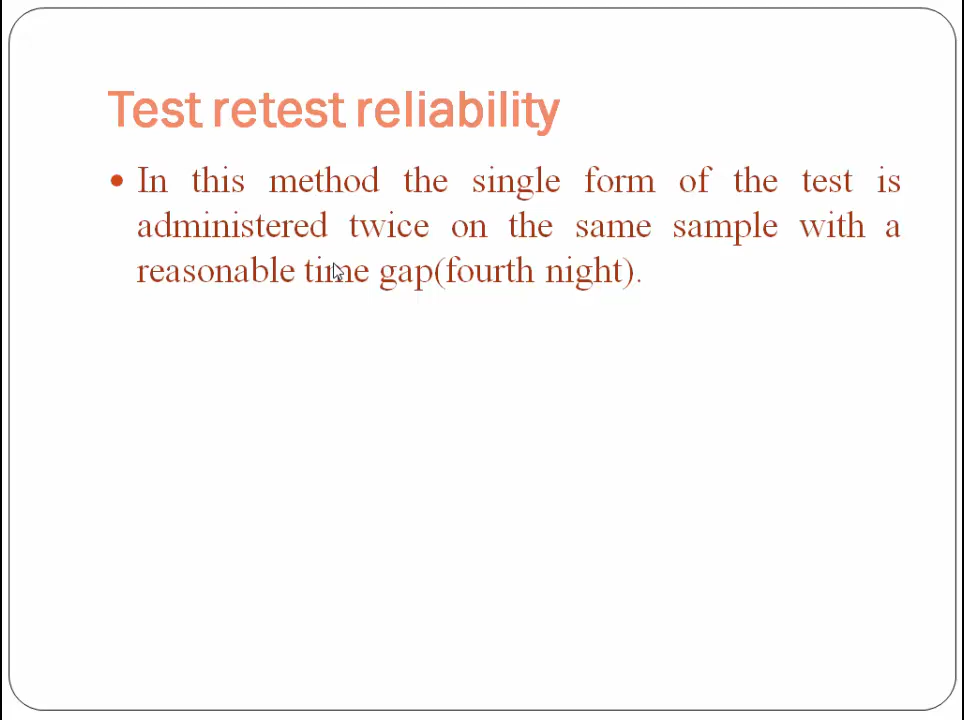 Test retest reliability
• In this method the single form of the test is
administered twice on the same sample with a
reasonable time gap(fourth night).